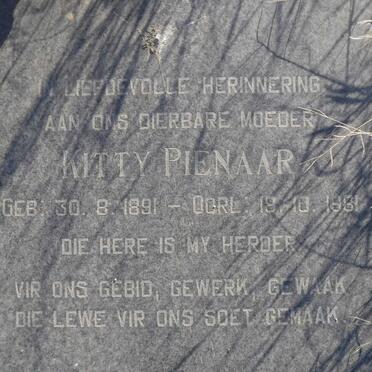 IN LIEFDEVOLLE HERINNERING
AAN ONS DIERBARE MOEDER
KITTY PIENAAR
GEB. 30. 8. 1891 – OORL. 13. 10. 1981
DIE HERE IS MY HERDER
VIR ONS GEBID, GEWERK, GEWAAK
DIE LEWE VIR ONS SOET GEMAAK.